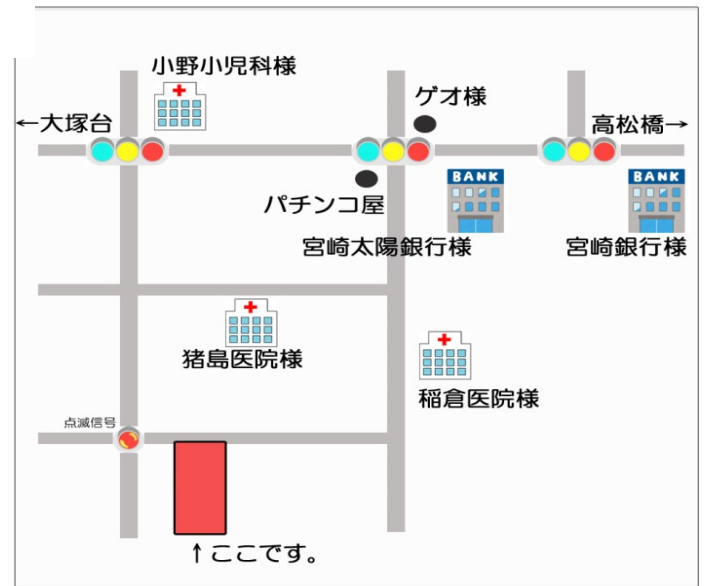 小野小児科様
ゲオ様
←大塚台
高松橋→
BANK
BANK
パチンコ屋
宮崎太陽銀行様
宮崎銀行様
猪島医院様
稲倉医院様
点滅信号
↑ここです。